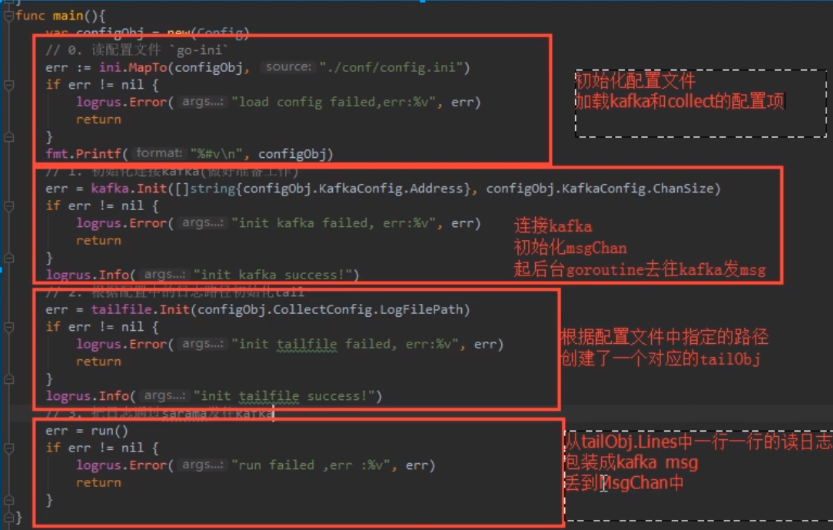 func main(){
var configObj = new(Config)
// 0. 读配置文件 `go-ini`
err := ini.MapTo(configObj, source: "./conf/config.ini")
if err != nil {
logrus.Error( args...: "load config failed,err:%v", err)
return
}
fmt.Printf( format: "%#v\n", configObj)
初始化配置文件
加载kafka和collect的配置项
// 1. 初始化连接kafka(做好准备工作)
err = kafka.Init([]string{configObj.KafkaConfig.Address}, configObj.KafkaConfig.ChanSize)
if err != nil {
logrus.Error( args...: "init kafka failed, err:%v", err)
return
}
logrus.Info( args...: "init kafka success!")
连接kafka
初始化msgChan
起后台goroutine去往kafka发msg
// 2. 根据配置中的日志路径初始化tail
err = tailfile.Init(configObj.CollectConfig.LogFilePath)
if err != nil {
logrus.Error( args...: "init tailfile failed, err:%v", err)
return
}
logrus.Info( args...: "init tailfile success!")
根据配置文件中指定的路径
创建了一个对应的tailObj
// 3. 把日志通过sarama发往kafka
err = run()
if err != nil {
logrus.Error( args...: "run failed ,err :%v", err)
return
}
}
从tailObj.Lines中一行一行的读日志
包装成kafka msg
丢到MsgChan中